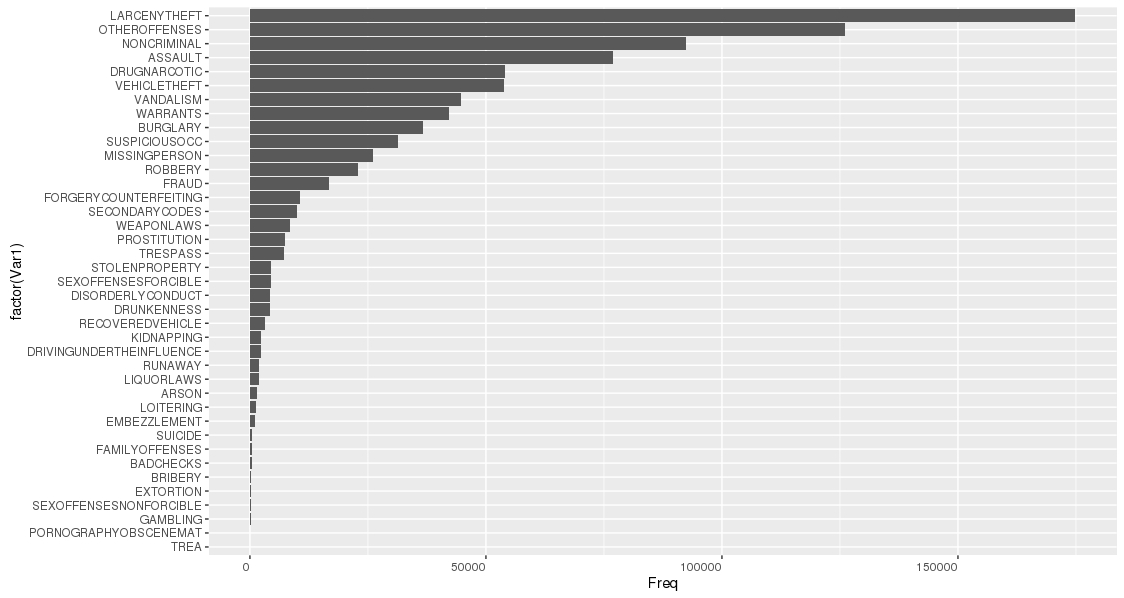 LARCENYTHEFT
OTHEROFFENSES
NONCRIMINAL
ASSAULT
DRUGNARCOTIC
VEHICLETHEFT
VANDALISM
WARRANTS
BURGLARY
SUSPICIOUSOCC
MISSINGPERSON
ROBBERY
FRAUD
FORGERYCOUNTERFEITING
SECONDARYCODES
WEAPONLAWS
PROSTITUTION
TRESPASS
STOLENPROPERTY
SEXOFFENSESFORCIBLE
DISORDERLYCONDUCT
DRUNKENNESS
RECOVEREDVEHICLE
KIDNAPPING
DRIVINGUNDERTHEINFLUENCE
RUNAWAY
LIQUORLAWS
ARSON
LOITERING
EMBEZZLEMENT
SUICIDE
FAMILYOFFENSES
BADCHECKS
BRIBERY
EXTORTION
SEXOFFENSESNONFORCIBLE
GAMBLING
PORNOGRAPHYOBSCENEMAT
TREA
factor(Var1)
0 50000 100000 150000
Freq